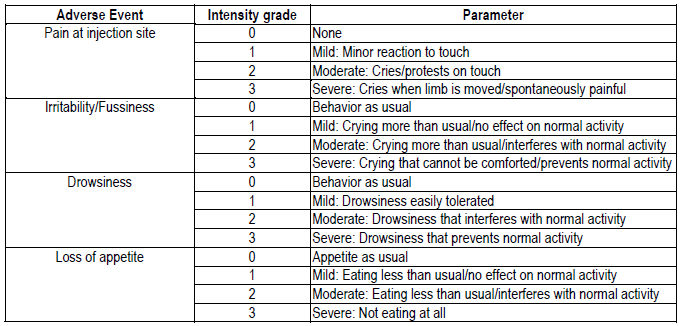 Adverse Event Intensity grade Parameter
Pain at injection site 0 None
1 Mild: Minor reaction to touch
2 Moderate: Cries/protests on touch
3 Severe: Cries when limb is moved/spontaneously painful
Irritability/Fussiness 0 Behavior as usual
1 Mild: Crying more than usual/no effect on normal activity
2 Moderate: Crying more than usual/interferes with normal activity
3 Severe: Crying that cannot be comforted/prevents normal activity
Drowsiness 0 Behavior as usual
1 Mild: Drowsiness easily tolerated
2 Moderate: Drowsiness that interferes with normal activity
3 Severe: Drowsiness that prevents normal activity
Loss of appetite 0 Appetite as usual
1 Mild: Eating less than usual/no effect on normal activity
2 Moderate: Eating less than usual/interferes with normal activity
3 Severe: Not eating at all